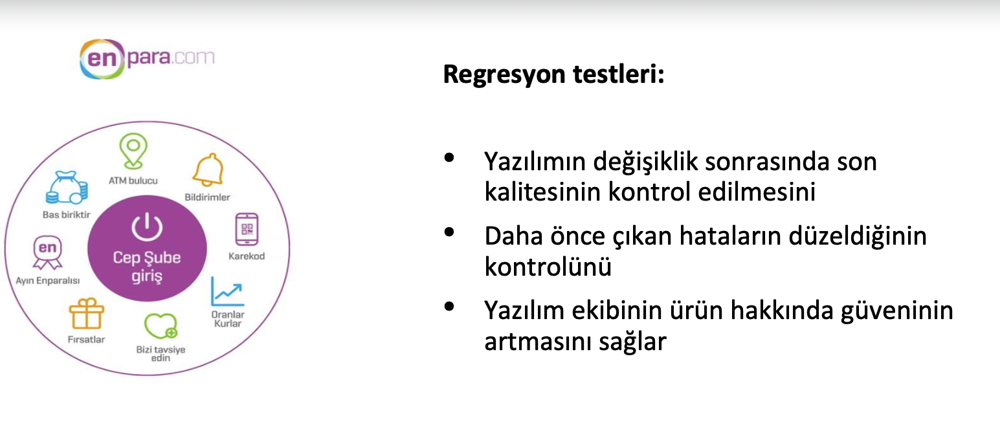 enpara.com
ATM bulucu
Bildirimler
Bas biriktir
Karekod
Cep Şube
giriş
en
Ayın Enparalısı
Oranlar
Kurlar
Fırsatlar
Bizi tavsiye
edin
Regresyon testleri:
• Yazılımın değişiklik sonrasında son
kalitesinin kontrol edilmesini
• Daha önce çıkan hataların düzeldiğinin
kontrolünü
• Yazılım ekibinin ürün hakkında güveninin
artmasını sağlar